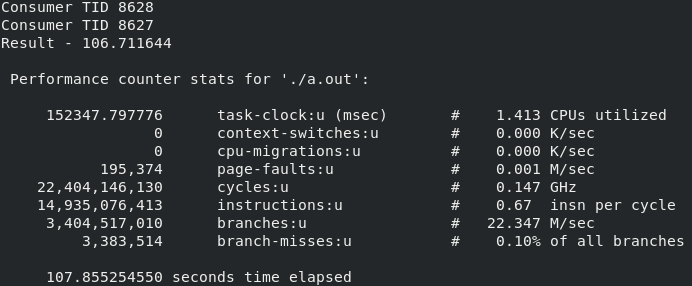 Consumer TID 8628
Consumer TID 8627
Result - 106.711644
Performance counter stats for './a.out':
152347.797776 task-clock:u (msec) # 1.413 CPUs utilized
0 context-switches:u # 0.000 K/sec
0 cpu-migrations:u # 0.000 K/sec
195,374 page-faults:u # 0.001 M/sec
22,404,146,130 cycles:u # 0.147 GHz
14,935,076,413 instructions:u # 0.67 insn per cycle
3,404,517,010 branches:u # 22.347 M/sec
3,383,514 branch-misses:u # 0.10% of all branches
107.855254550 seconds time elapsed